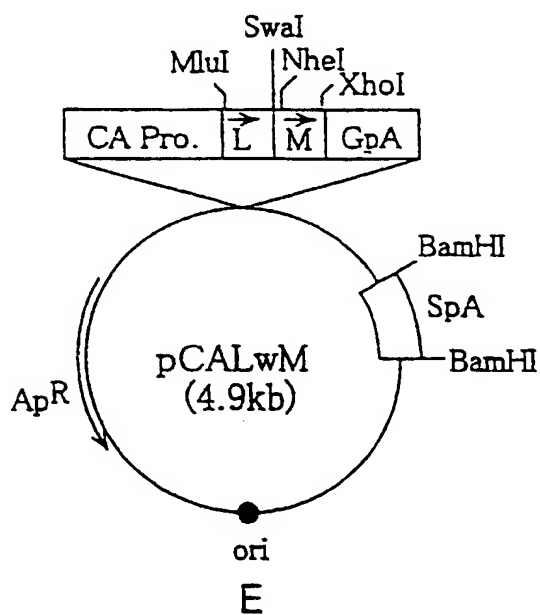 SwaI
MluI
NheI
XhoI
CA Pro.
L
M
GpA
BamHI
SpA
BamHI
pCALwM
(4.9kb)
ApR
ori
E